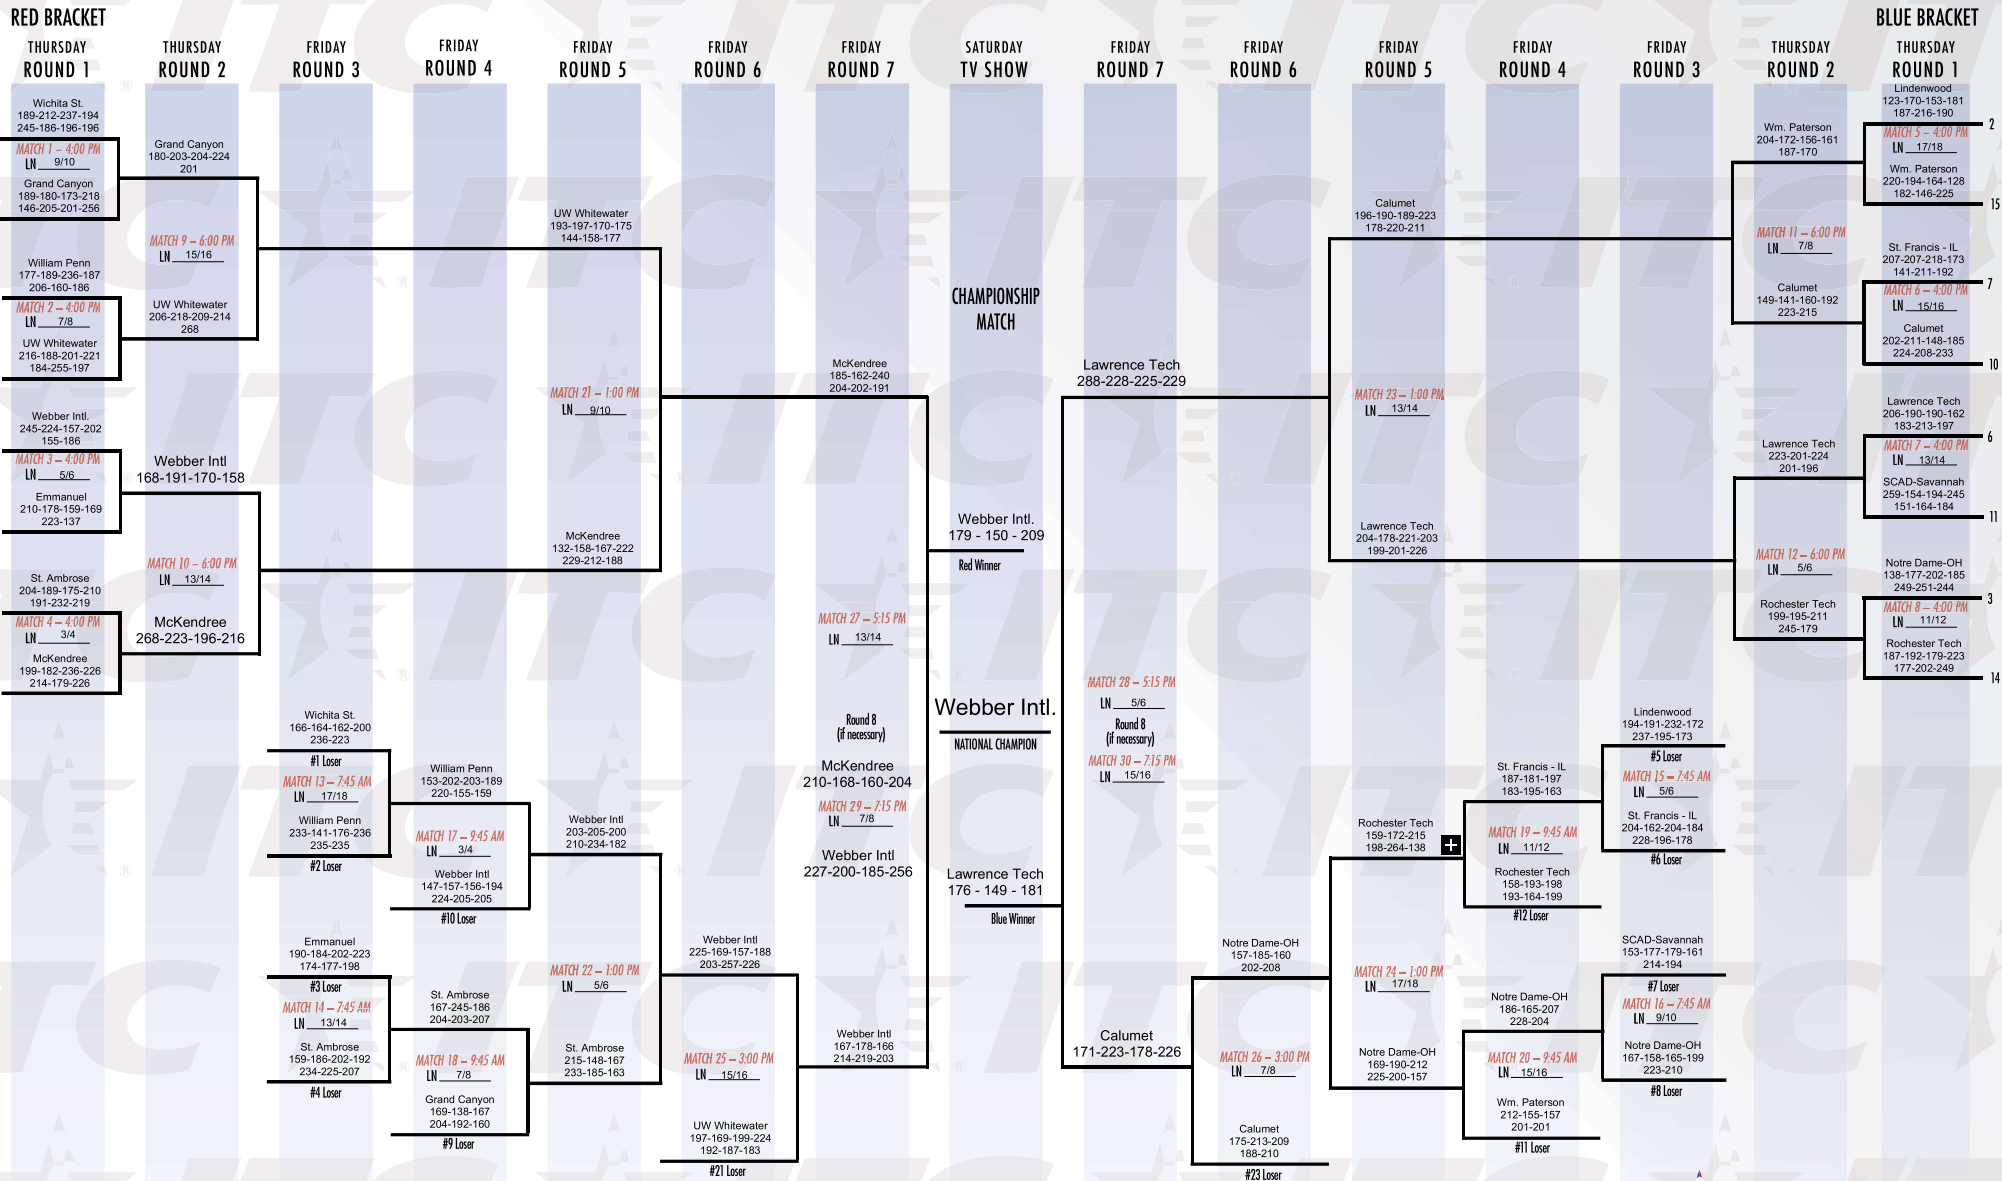 RED BRACKET
BLUE BRACKET
THURSDAY
ROUND 1
THURSDAY
ROUND 2
FRIDAY
ROUND 3
FRIDAY
ROUND 4
FRIDAY
ROUND 5
FRIDAY
ROUND 6
FRIDAY
ROUND 7
SATURDAY
TV SHOW
FRIDAY
ROUND 7
FRIDAY
ROUND 6
FRIDAY
ROUND 5
FRIDAY
ROUND 4
FRIDAY
ROUND 3
THURSDAY
ROUND 2
THURSDAY
ROUND 1
Wichita St.
189-212-237-194
245-186-196-196
MATCH 1 – 4:00 PM
LN 9/10
Grand Canyon
189-180-173-218
146-205-201-256
William Penn
177-189-236-187
206-160-186
MATCH 2 – 4:00 PM
LN 7/8
UW Whitewater
216-188-201-221
184-255-197
Webber Intl.
245-224-157-202
155-186
MATCH 3 – 4:00 PM
LN 5/6
Emmanuel
210-178-159-169
223-137
St. Ambrose
204-189-175-210
191-232-219
MATCH 4 – 4:00 PM
LN 3/4
McKendree
199-182-236-226
214-179-226
Grand Canyon
180-203-204-224
201
MATCH 9 – 6:00 PM
LN 15/16
UW Whitewater
206-218-209-214
268
Webber Intl
168-191-170-158
MATCH 10 – 6:00 PM
LN 13/14
McKendree
268-223-196-216
Wichita St.
166-164-162-200
236-223
#1 Loser
MATCH 13 – 7:45 AM
LN 17/18
William Penn
233-141-176-236
235-235
#2 Loser
Emmanuel
190-184-202-223
174-177-198
#3 Loser
MATCH 14 – 7:45 AM
LN 13/14
St. Ambrose
159-186-202-192
234-225-207
#4 Loser
William Penn
153-202-203-189
220-155-159
MATCH 17 – 9:45 AM
LN 3/4
Webber Intl
147-157-156-194
224-205-205
#10 Loser
St. Ambrose
167-245-186
204-203-207
MATCH 18 – 9:45 AM
LN 7/8
Grand Canyon
169-138-167
204-192-160
#9 Loser
UW Whitewater
193-197-170-175
144-158-177
MATCH 21 – 1:00 PM
LN 9/10
McKendree
132-158-167-222
229-212-188
Webber Intl
203-205-200
210-234-182
MATCH 22 – 1:00 PM
LN 5/6
St. Ambrose
215-148-167
233-185-163
Webber Intl
225-169-157-188
203-257-226
MATCH 25 – 3:00 PM
LN 15/16
UW Whitewater
197-169-199-224
192-187-183
#21 Loser
McKendree
185-162-240
204-202-191
MATCH 27 – 5:15 PM
LN 13/14
Round 8
(if necessary)
McKendree
210-168-160-204
MATCH 29 – 7:15 PM
LN 7/8
Webber Intl
227-200-185-256
Webber Intl
167-178-166
214-219-203
CHAMPIONSHIP
MATCH
Webber Intl.
179 - 150 - 209
Red Winner
Webber Intl.
NATIONAL CHAMPION
Lawrence Tech
176 - 149 - 181
Blue Winner
Lawrence Tech
288-228-225-229
MATCH 28 – 5:15 PM
LN 5/6
Round 8
(if necessary)
MATCH 30 – 7:15 PM
LN 15/16
Calumet
171-223-178-226
Notre Dame-OH
157-185-160
202-208
MATCH 26 – 3:00 PM
LN 7/8
Calumet
175-213-209
188-210
#23 Loser
Calumet
196-190-189-223
178-220-211
MATCH 23 – 1:00 PM
LN 13/14
Lawrence Tech
204-178-221-203
199-201-226
Rochester Tech
159-172-215
198-264-138
MATCH 24 – 1:00 PM
LN 17/18
Notre Dame-OH
169-190-212
225-200-157
St. Francis - IL
187-181-197
183-195-163
MATCH 19 – 9:45 AM
LN 11/12
Rochester Tech
158-193-198
193-164-199
#12 Loser
Notre Dame-OH
186-165-207
228-204
MATCH 20 – 9:45 AM
LN 15/16
Wm. Paterson
212-155-157
201-201
#11 Loser
Lindenwood
194-191-232-172
237-195-173
#5 Loser
MATCH 15 – 7:45 AM
LN 5/6
St. Francis - IL
204-162-204-184
228-196-178
#6 Loser
SCAD-Savannah
153-177-179-161
214-194
#7 Loser
MATCH 16 – 7:45 AM
LN 9/10
Notre Dame-OH
167-158-165-199
223-210
#8 Loser
Wm. Paterson
204-172-156-161
187-170
MATCH 11 – 6:00 PM
LN 7/8
Calumet
149-141-160-192
223-215
Lawrence Tech
223-201-224
201-196
MATCH 12 – 6:00 PM
LN 5/6
Rochester Tech
199-195-211
245-179
Lindenwood
123-170-153-181
187-216-190
2
MATCH 5 – 4:00 PM
LN 17/18
Wm. Paterson
220-194-164-128
182-146-225
15
St. Francis - IL
207-207-218-173
141-211-192
7
MATCH 6 – 4:00 PM
LN 15/16
Calumet
202-211-148-185
224-208-233
10
Lawrence Tech
206-190-190-162
183-213-197
6
MATCH 7 – 4:00 PM
LN 13/14
SCAD-Savannah
259-154-194-245
151-164-184
11
Notre Dame-OH
138-177-202-185
249-251-244
3
MATCH 8 – 4:00 PM
LN 11/12
Rochester Tech
187-192-179-223
177-202-249
14
ITC